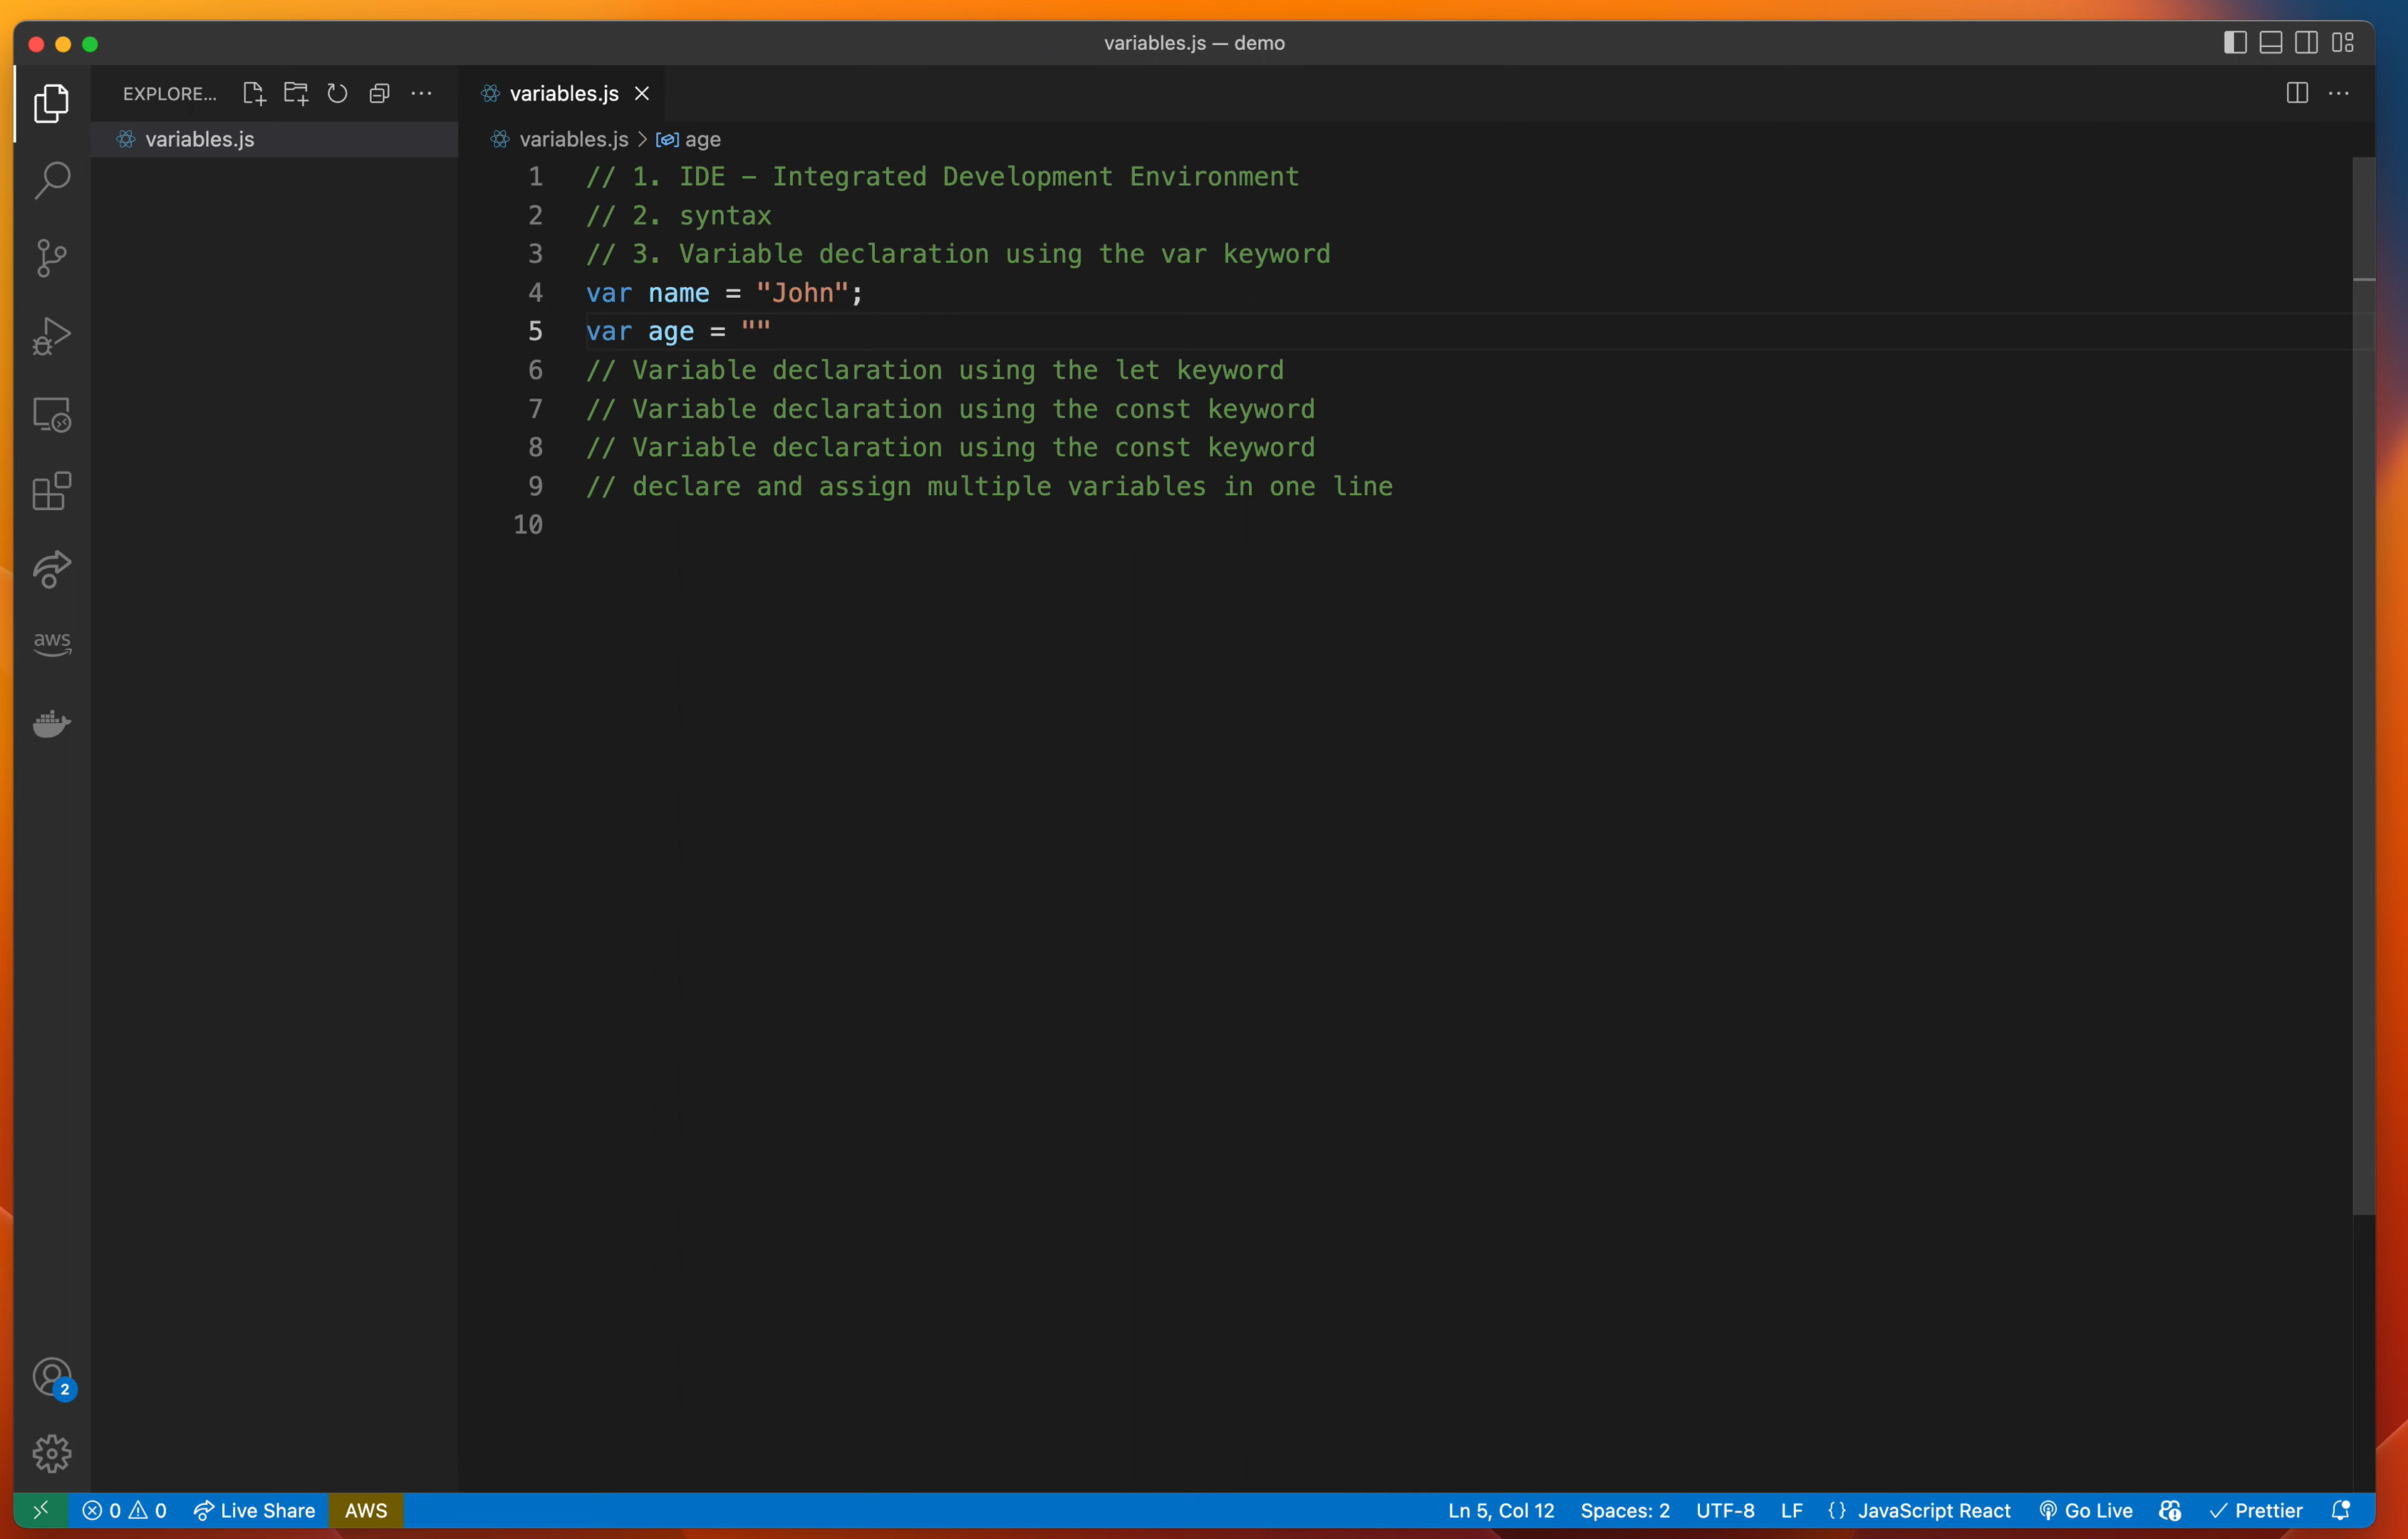 variables.js — demo
EXPLORE...
variables.js
variables.js
variables.js > age
1 // 1. IDE – Integrated Development Environment
2 // 2. syntax
3 // 3. Variable declaration using the var keyword
4 var name = "John";
5 var age = ""
6 // Variable declaration using the let keyword
7 // Variable declaration using the const keyword
8 // Variable declaration using the const keyword
9 // declare and assign multiple variables in one line
10
aws
2
0 0 Live Share AWS Ln 5, Col 12 Spaces: 2 UTF-8 LF {} JavaScript React Go Live Prettier